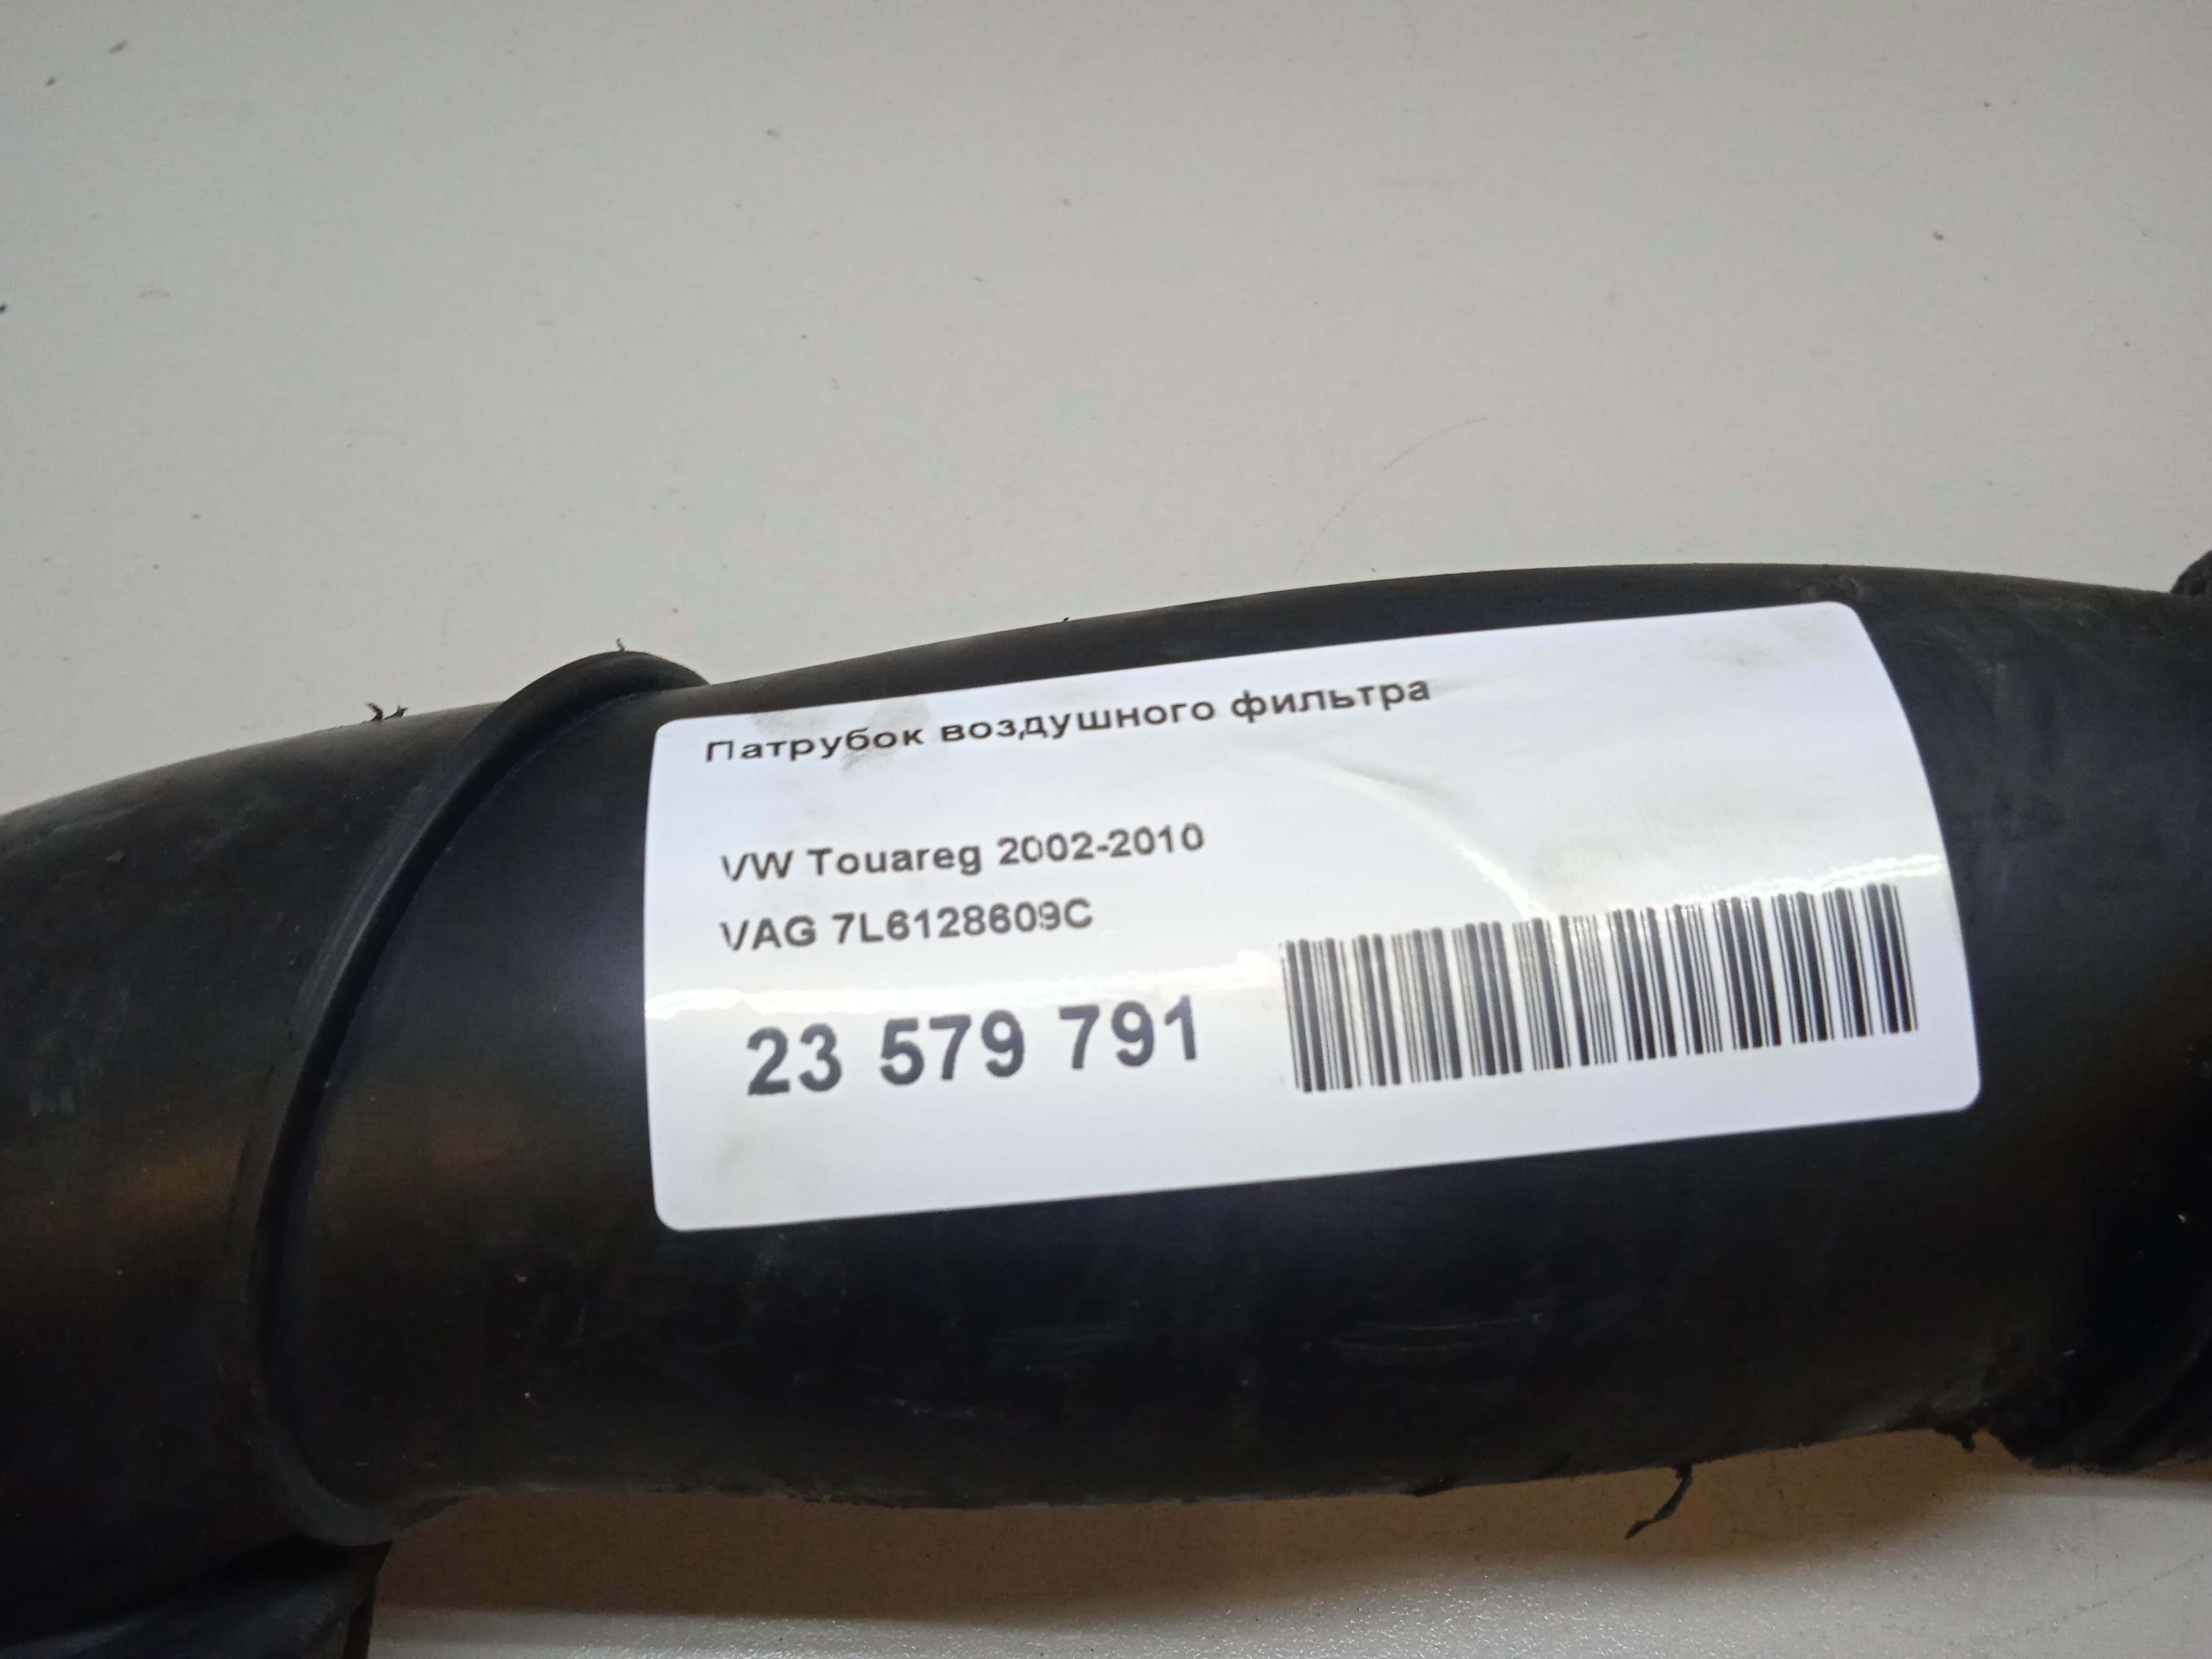 Патрубок воздушного фильтра
VW Touareg 2002-2010
VAG 7L6128609C
23 579 791